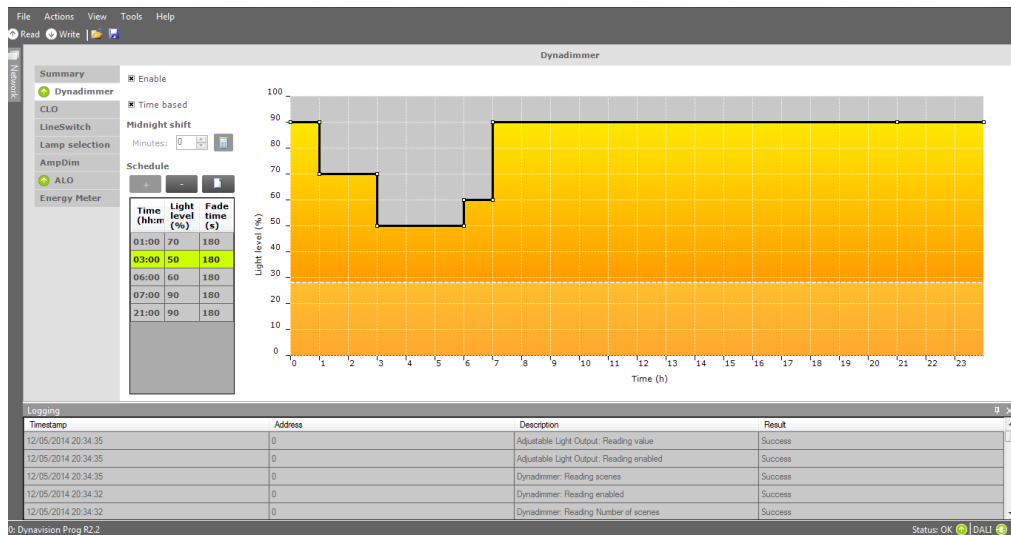 File Actions View Tools Help
Read Write
Network
Dynadimmer
Summary
Dynadimmer
CLO
LineSwitch
Lamp selection
AmpDim
ALO
Energy Meter
Enable
Time based
Midnight shift
Minutes: 0
Schedule
+ -
Time (hh:m Light level (%) Fade time (s)
01:00 70 180
03:00 50 180
06:00 60 180
07:00 90 180
21:00 90 180
Light level (%)
100
90
80
70
60
50
40
30
20
10
0
0 1 2 3 4 5 6 7 8 9 10 11 12 13 14 15 16 17 18 19 20 21 22 23
Time (h)
Logging
Timestamp Address Description Result
12/05/2014 20:34:35 0 Adjustable Light Output: Reading value Success
12/05/2014 20:34:35 0 Adjustable Light Output: Reading enabled Success
12/05/2014 20:34:35 0 Dynadimmer: Reading scenes Success
12/05/2014 20:34:32 0 Dynadimmer: Reading enabled Success
12/05/2014 20:34:32 0 Dynadimmer: Reading Number of scenes Success
0: Dynavision Prog R2.2 Status: OK DALI